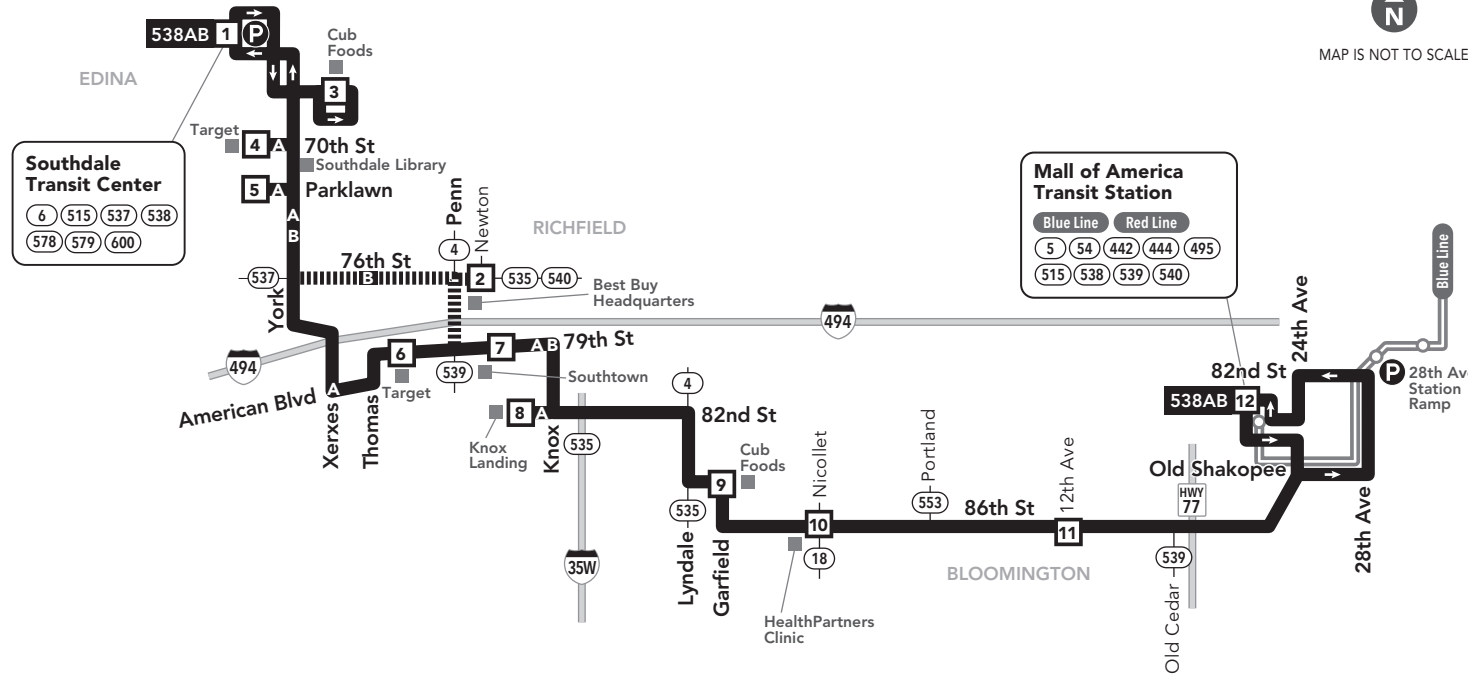 N
MAP IS NOT TO SCALE
538AB
1
P
EDINA
Cub
Foods
3
Target
4
A
70th St
Southdale Library
5
A
Parklawn
A
B
Southdale
Transit Center
6
515
537
538
578
579
600
Penn
Newton
RICHFIELD
4
76th St
537
B
2
535
540
Best Buy
Headquarters
York
494
494
79th St
A B
6
7
539
Target
Southtown
American Blvd
A
Xerxes
Thomas
8
A
Knox
Landing
Knox
535
35W
4
82nd St
535
Lyndale
9
Cub
Foods
Garfield
10
Nicollet
18
HealthPartners
Clinic
Portland
553
86th St
12th Ave
11
BLOOMINGTON
Mall of America
Transit Station
Blue Line
Red Line
5
54
442
444
495
515
538
539
540
24th Ave
Blue Line
82nd St
538AB
12
P
28th Av
Station
Ramp
Old Shakopee
HWY
77
539
Old Cedar
28th Ave